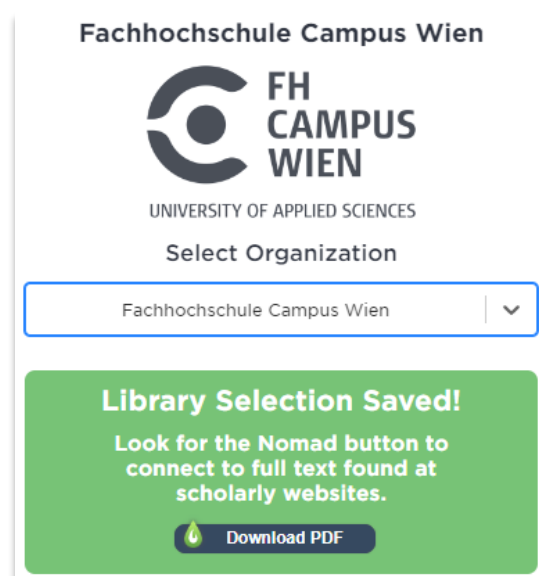 Fachhochschule Campus Wien
FH
CAMPUS
WIEN
UNIVERSITY OF APPLIED SCIENCES
Select Organization
Fachhochschule Campus Wien
Library Selection Saved!
Look for the Nomad button to
connect to full text found at
scholarly websites.
Download PDF